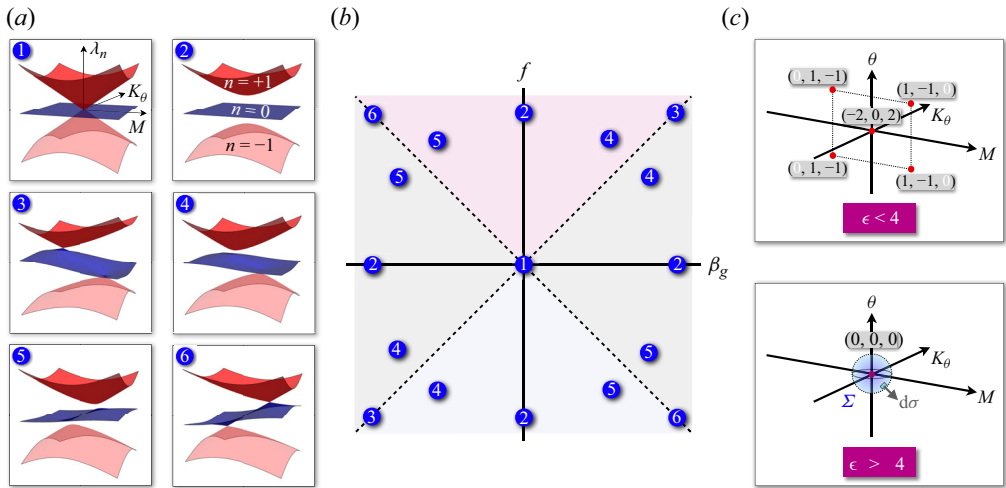 (a)
1
λn
Kθ
M
n = +1
n = 0
n = −1
2
3
4
5
6
(b)
f
6 2 3
5 4
5 4
2 1 2 βg
4 5
4 5
3 2 6
(c)
θ
(0, 1, −1)
(1, −1, 0)
(−2, 0, 2)
Kθ
M
(0, 1, −1)
(1, −1, 0)
ϵ < 4
θ
(0, 0, 0)
Kθ
M
Σ
dσ
ϵ > 4